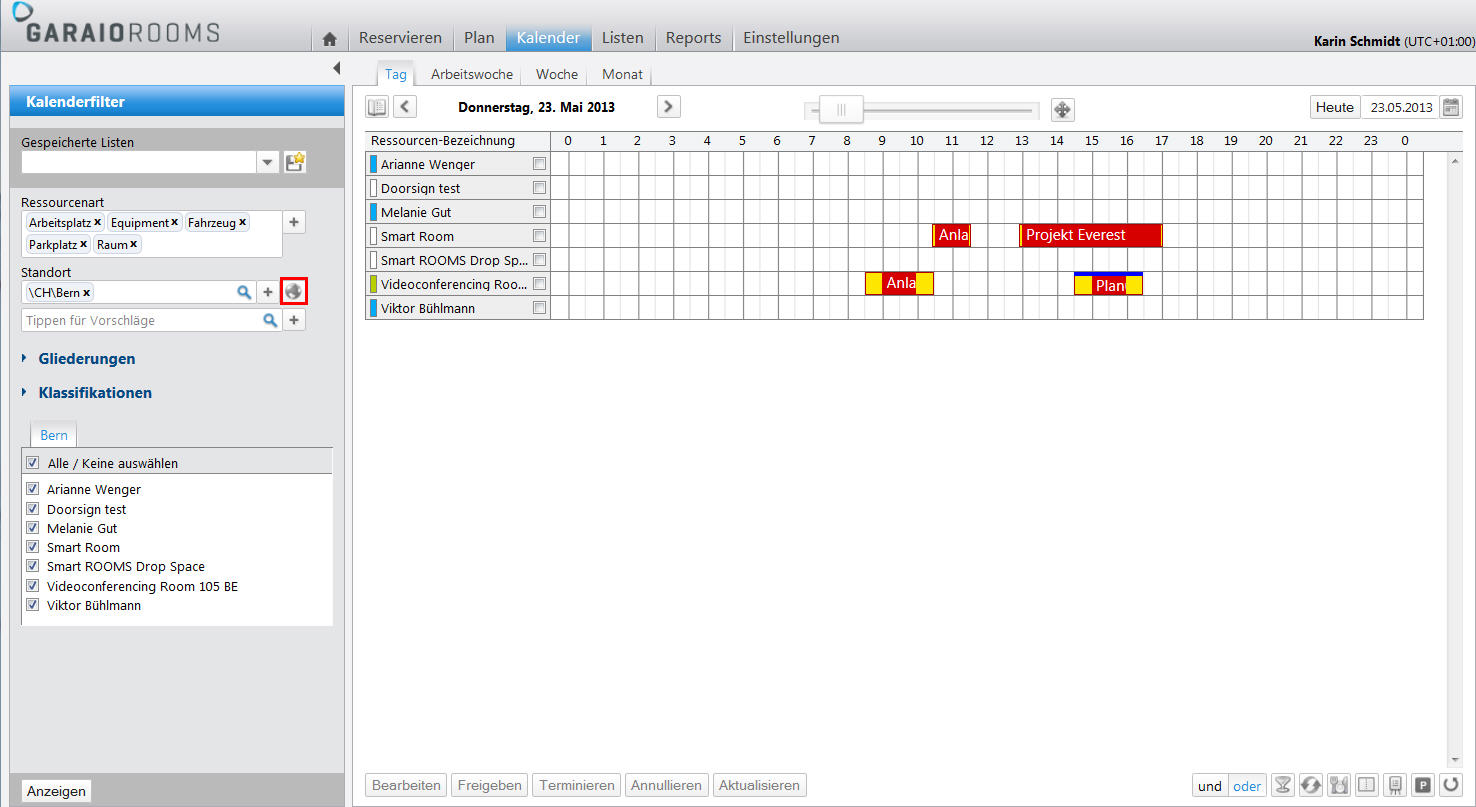 GARAIOROOMS
Reservieren Plan Kalender Listen Reports Einstellungen
Karin Schmidt (UTC+01:00)
Tag Arbeitswoche Woche Monat
Kalenderfilter
Donnerstag, 23. Mai 2013
Heute 23.05.2013
Gespeicherte Listen
Ressourcenart
Arbeitsplatz x Equipment x Fahrzeug x
Parkplatz x Raum x
Standort
\CH\Bern x
Tippen für Vorschläge
Gliederungen
Klassifikationen
Bern
Alle / Keine auswählen
Arianne Wenger
Doorsign test
Melanie Gut
Smart Room
Smart ROOMS Drop Space
Videoconferencing Room 105 BE
Viktor Bühlmann
Anzeigen
Ressourcen-Bezeichnung 0 1 2 3 4 5 6 7 8 9 10 11 12 13 14 15 16 17 18 19 20 21 22 23 0
Arianne Wenger
Doorsign test
Melanie Gut
Smart Room Anla Projekt Everest
Smart ROOMS Drop Sp...
Videoconferencing Roo... Anla Plan
Viktor Bühlmann
Bearbeiten Freigeben Terminieren Annullieren Aktualisieren
und oder P